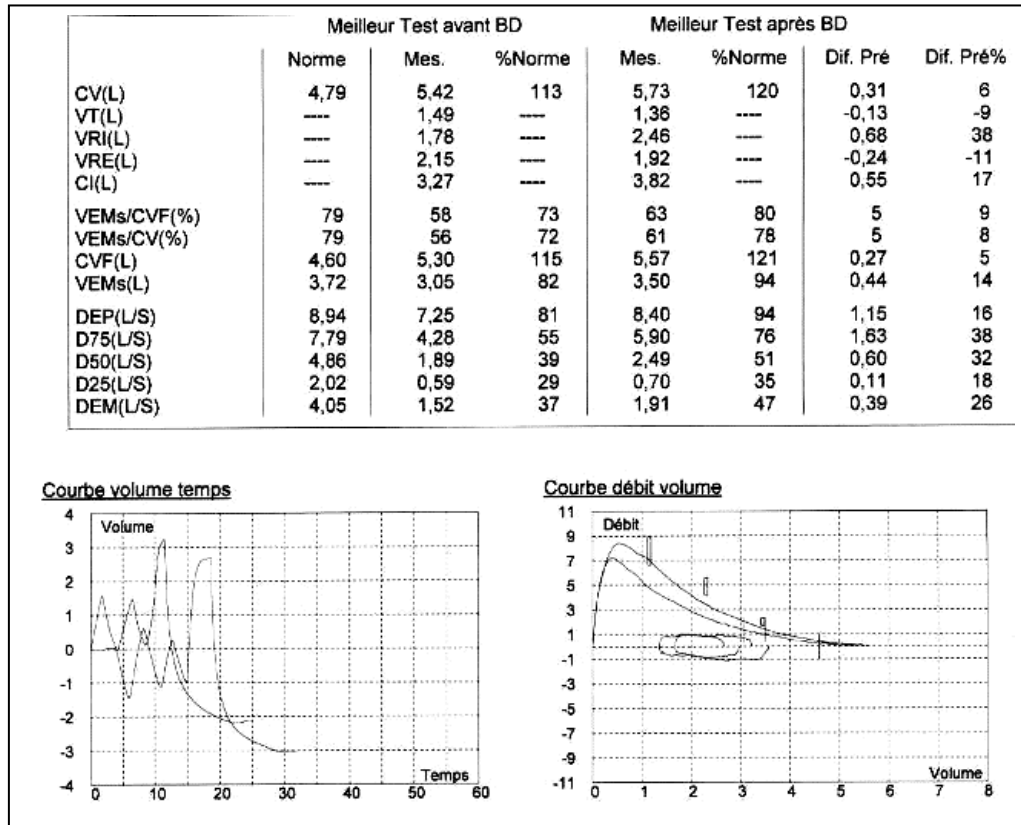 Meilleur Test avant BD Meilleur Test après BD
Norme Mes. %Norme Mes. %Norme Dif. Pré Dif. Pré%
CV(L) 4,79 5,42 113 5,73 120 0,31 6
VT(L) ---- 1,49 ---- 1,36 ---- -0,13 -9
VRI(L) ---- 1,78 ---- 2,46 ---- 0,68 38
VRE(L) ---- 2,15 ---- 1,92 ---- -0,24 -11
CI(L) ---- 3,27 ---- 3,82 ---- 0,55 17
VEMs/CVF(%) 79 58 73 63 80 5 9
VEMs/CV(%) 79 56 72 61 78 5 8
CVF(L) 4,60 5,30 115 5,57 121 0,27 5
VEMs(L) 3,72 3,05 82 3,50 94 0,44 14
DEP(L/S) 8,94 7,25 81 8,40 94 1,15 16
D75(L/S) 7,79 4,28 55 5,90 76 1,63 38
D50(L/S) 4,86 1,89 39 2,49 51 0,60 32
D25(L/S) 2,02 0,59 29 0,70 35 0,11 18
DEM(L/S) 4,05 1,52 37 1,91 47 0,39 26
Courbe volume temps
4
Volume
3
2
1
0
-1
-2
-3
Temps
-4
0 10 20 30 40 50 60
Courbe débit volume
11
Débit
9
7
5
3
1
-1
-3
-5
-7
-9
Volume
-11
0 1 2 3 4 5 6 7 8